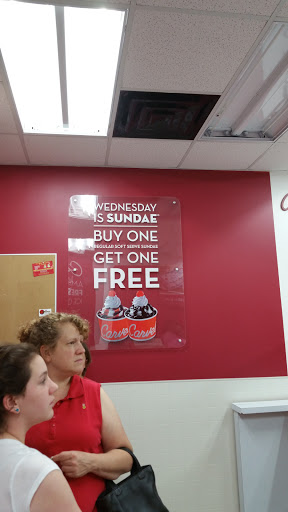 WEDNESDAY
IS SUNDAE
BUY ONE
REGULAR SOFT SERVE SUNDAE
GET ONE
FREE
Carvel Carvel